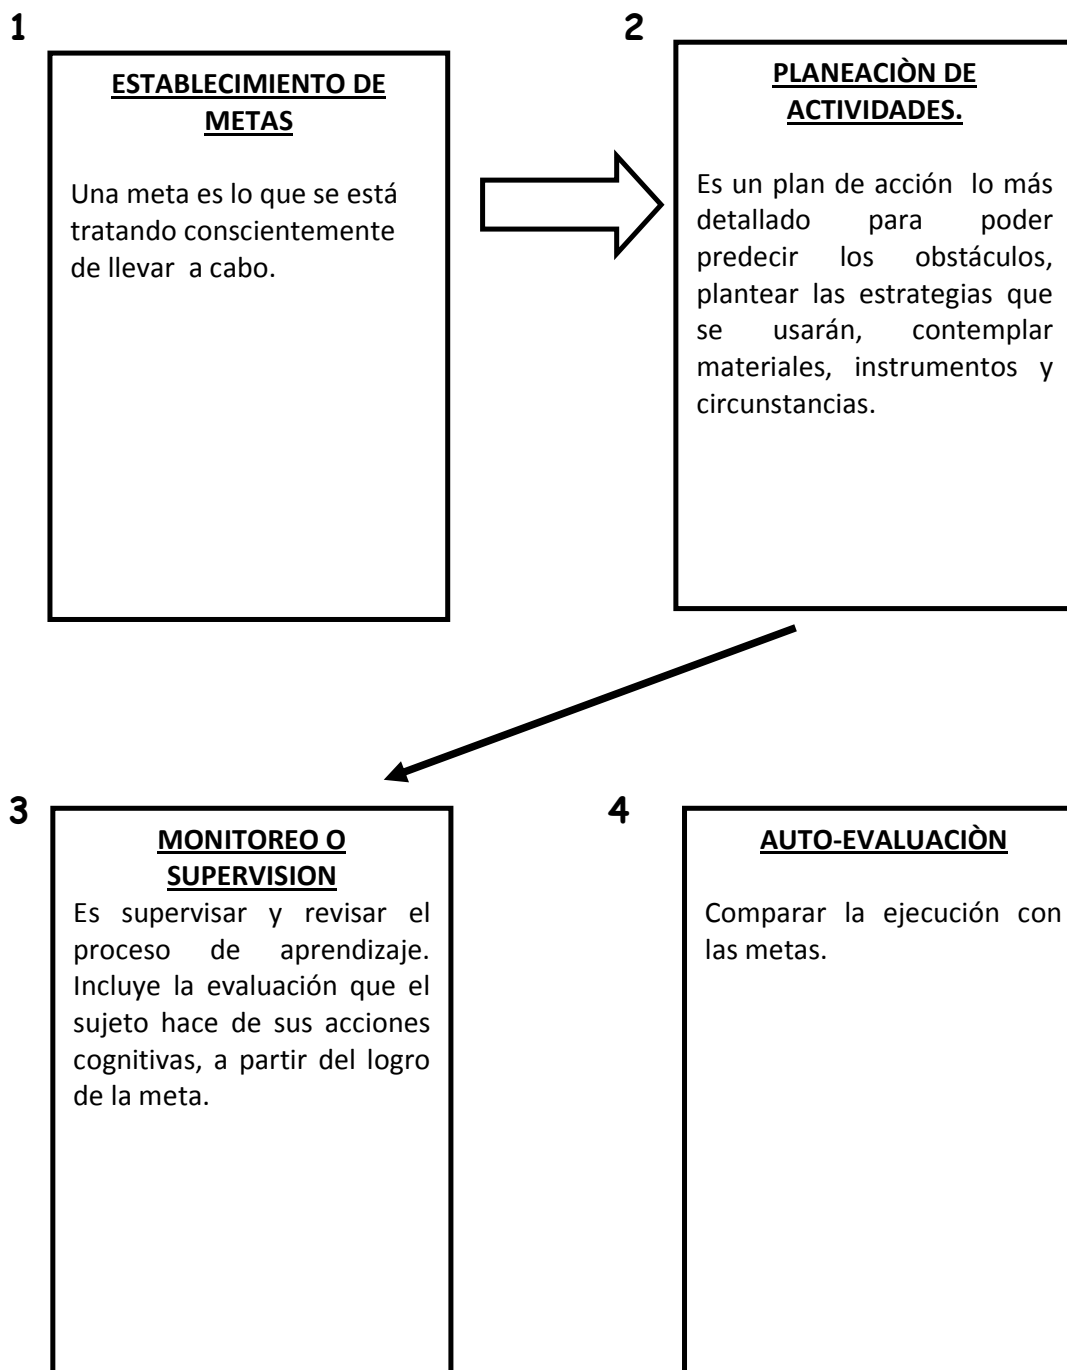 1
ESTABLECIMIENTO DE
METAS
Una meta es lo que se está
tratando conscientemente
de llevar a cabo.
2
PLANEACIÒN DE
ACTIVIDADES.
Es un plan de acción lo más
detallado para poder
predecir los obstáculos,
plantear las estrategias que
se usarán, contemplar
materiales, instrumentos y
circunstancias.
3
MONITOREO O
SUPERVISION
Es supervisar y revisar el
proceso de aprendizaje.
Incluye la evaluación que el
sujeto hace de sus acciones
cognitivas, a partir del logro
de la meta.
4
AUTO-EVALUACIÒN
Comparar la ejecución con
las metas.